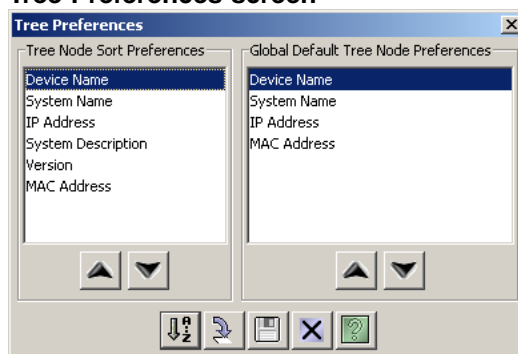 Tree Preferences screen
Tree Preferences
Tree Node Sort Preferences
Device Name
System Name
IP Address
System Description
Version
MAC Address
Global Default Tree Node Preferences
Device Name
System Name
IP Address
MAC Address